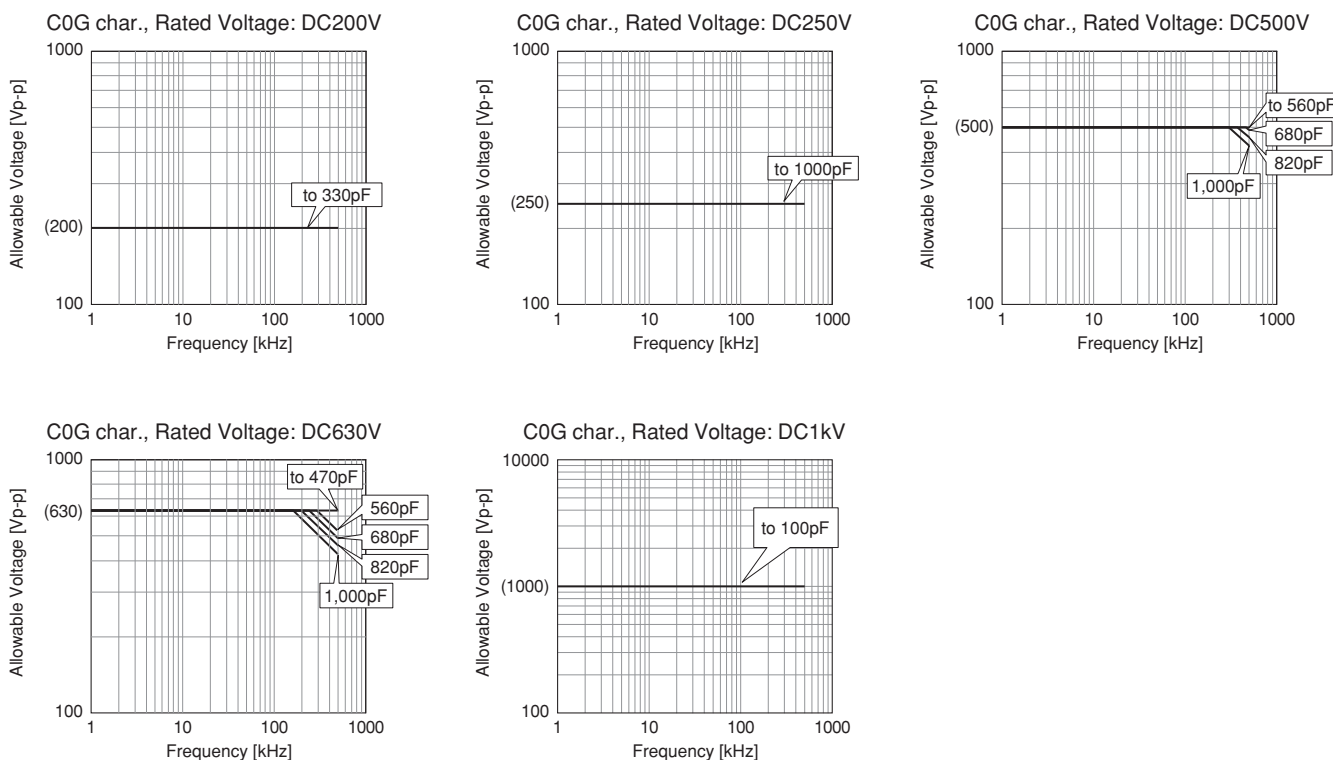 C0G char., Rated Voltage: DC200V
1000
Allowable Voltage [Vp-p]
to 330pF
(200)
100
1
10
100
1000
Frequency [kHz]
C0G char., Rated Voltage: DC250V
1000
Allowable Voltage [Vp-p]
to 1000pF
(250)
100
1
10
100
1000
Frequency [kHz]
C0G char., Rated Voltage: DC500V
1000
Allowable Voltage [Vp-p]
to 560pF
(500)
680pF
820pF
1,000pF
100
1
10
100
1000
Frequency [kHz]
C0G char., Rated Voltage: DC630V
1000
Allowable Voltage [Vp-p]
to 470pF
(630)
560pF
680pF
820pF
1,000pF
100
1
10
100
1000
Frequency [kHz]
C0G char., Rated Voltage: DC1kV
10000
Allowable Voltage [Vp-p]
to 100pF
(1000)
100
1
10
100
1000
Frequency [kHz]